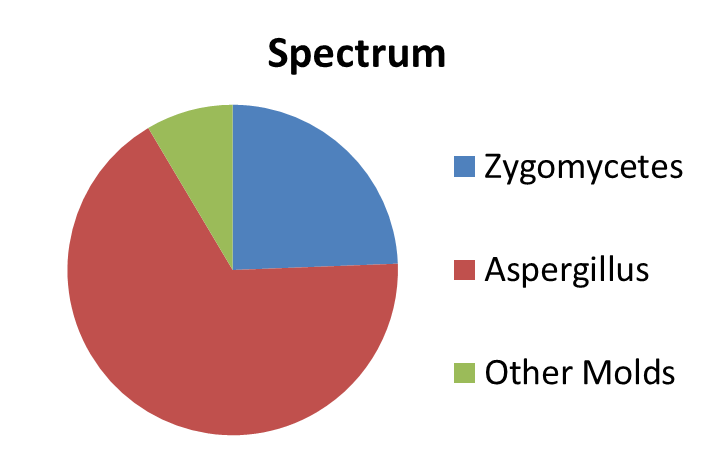 Spectrum
Zygomycetes
Aspergillus
Other Molds